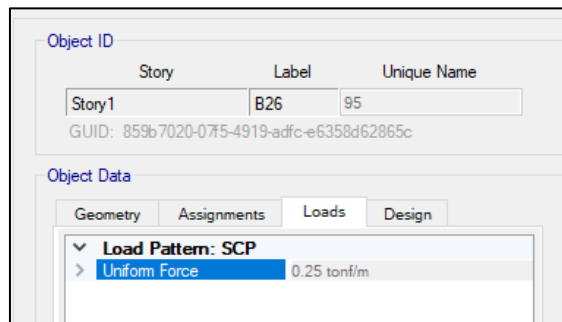 Object ID
Story Label Unique Name
Story1 B26 95
GUID: 859b7020-07f5-4919-adfc-e6358d62865c
Object Data
Geometry Assignments Loads Design
Load Pattern: SCP
Uniform Force 0.25 tonf/m